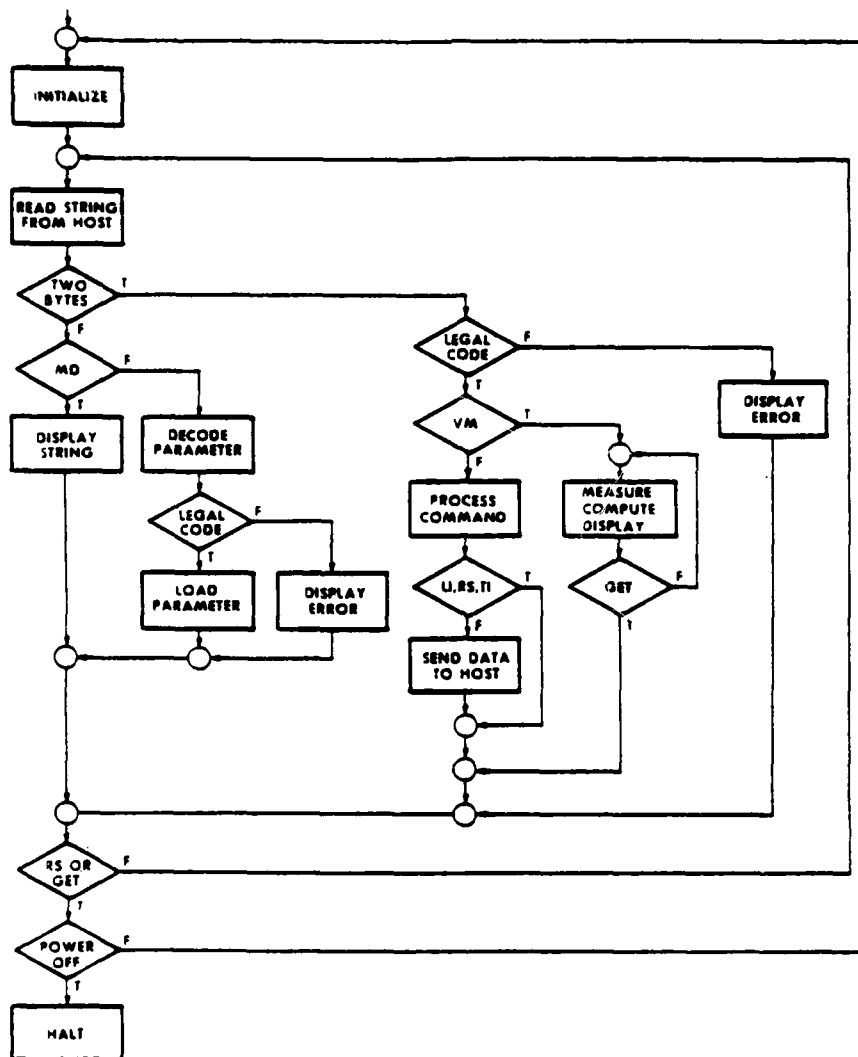 INITIALIZE
READ STRING
FROM HOST
TWO
BYTES
T
F
LEGAL
CODE
F
T
MD
F
T
DISPLAY
ERROR
VM
T
F
DISPLAY
STRING
DECODE
PARAMETER
PROCESS
COMMAND
MEASURE
COMPUTE
DISPLAY
LEGAL
CODE
F
T
LOAD
PARAMETER
DISPLAY
ERROR
T
F
GET
F
T
SEND DATA
TO HOST
RS OR
GET
F
T
POWER
OFF
F
T
HALT